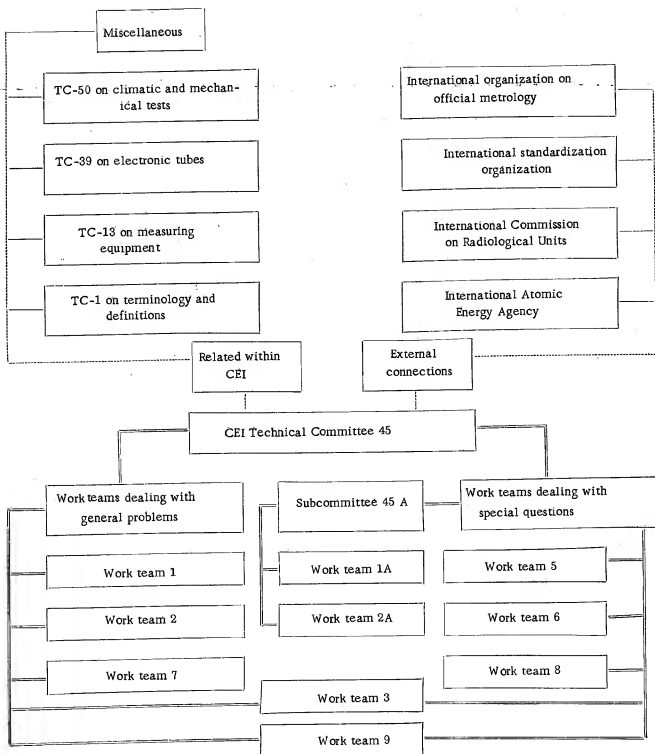 Miscellaneous
TC-50 on climatic and mechan-
ical tests
TC-39 on electronic tubes
TC-13 on measuring
equipment
TC-1 on terminology and
definitions
International organization on
official metrology
International standardization
organization
International Commission
on Radiological Units
International Atomic
Energy Agency
Related within
CEI
External
connections
CEI Technical Committee 45
Work teams dealing with
general problems
Subcommittee 45 A
Work teams dealing with
special questions
Work team 1
Work team 1A
Work team 5
Work team 2
Work team 2A
Work team 6
Work team 7
Work team 8
Work team 3
Work team 9